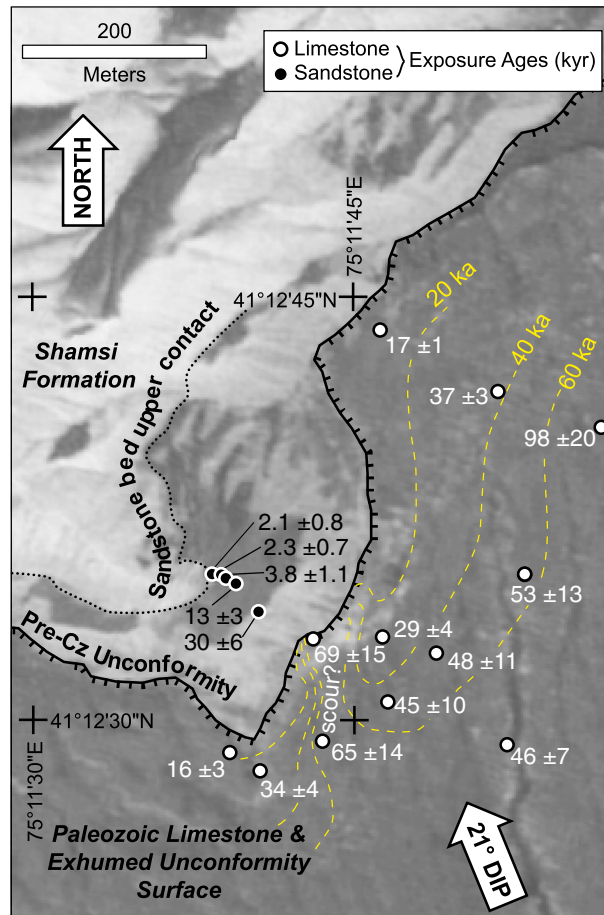 200
Meters
Limestone
Sandstone
Exposure Ages (kyr)
NORTH
75°11'45"E
41°12'45"N
20 ka
40 ka
60 ka
17 ±1
37 ±3
98 ±20
Shamsi
Formation
Sandstone bed upper contact
2.1 ±0.8
2.3 ±0.7
3.8 ±1.1
13 ±3
30 ±6
53 ±13
29 ±4
69 ±15
48 ±11
Pre-Cz Unconformity
scour?
45 ±10
41°12'30"N
75°11'30"E
65 ±14
46 ±7
16 ±3
34 ±4
21° DIP
Paleozoic Limestone &
Exhumed Unconformity
Surface